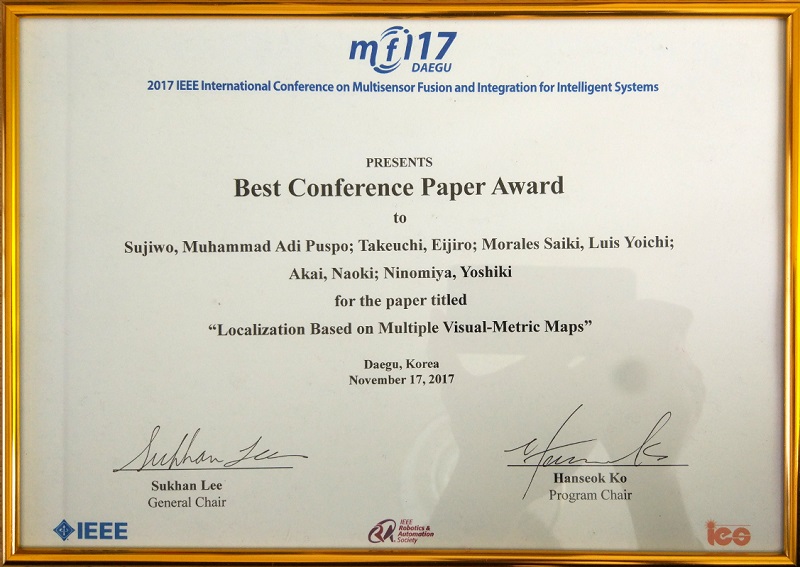 mfi17
DAEGU
2017 IEEE International Conference on Multisensor Fusion and Integration for Intelligent Systems
PRESENTS
Best Conference Paper Award
to
Sujiwo, Muhammad Adi Puspo; Takeuchi, Eijiro; Morales Saiki, Luis Yoichi;
Akai, Naoki; Ninomiya, Yoshiki
for the paper titled
“Localization Based on Multiple Visual-Metric Maps”
Daegu, Korea
November 17, 2017
Sukhan Lee
Sukhan Lee
General Chair
Hanseok Ko
Program Chair
IEEE
IEEE
Robotics &
Automation
Society
ics